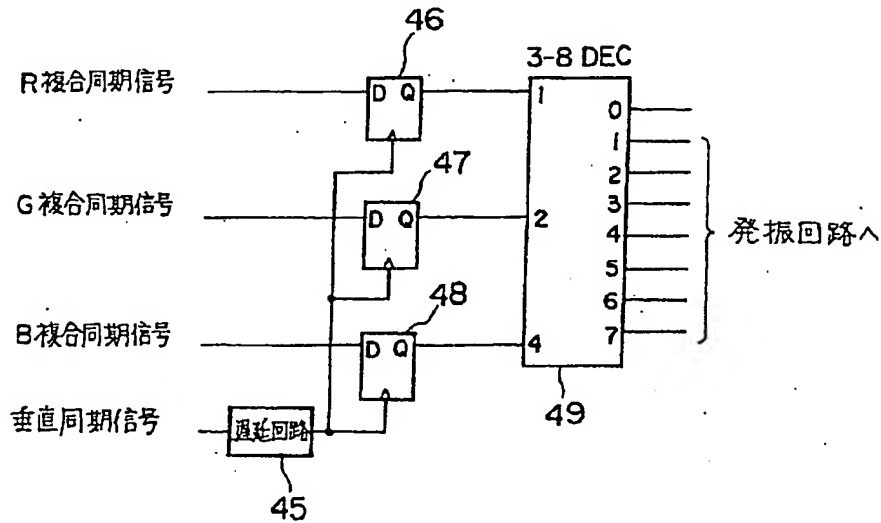 46
3-8 DEC
R複合同期信号
D Q
1
0
1
47
2
G複合同期信号
D Q
2
3
4
発振回路へ
5
48
6
B複合同期信号
D Q
4
7
49
垂直同期信号
遅延回路
45